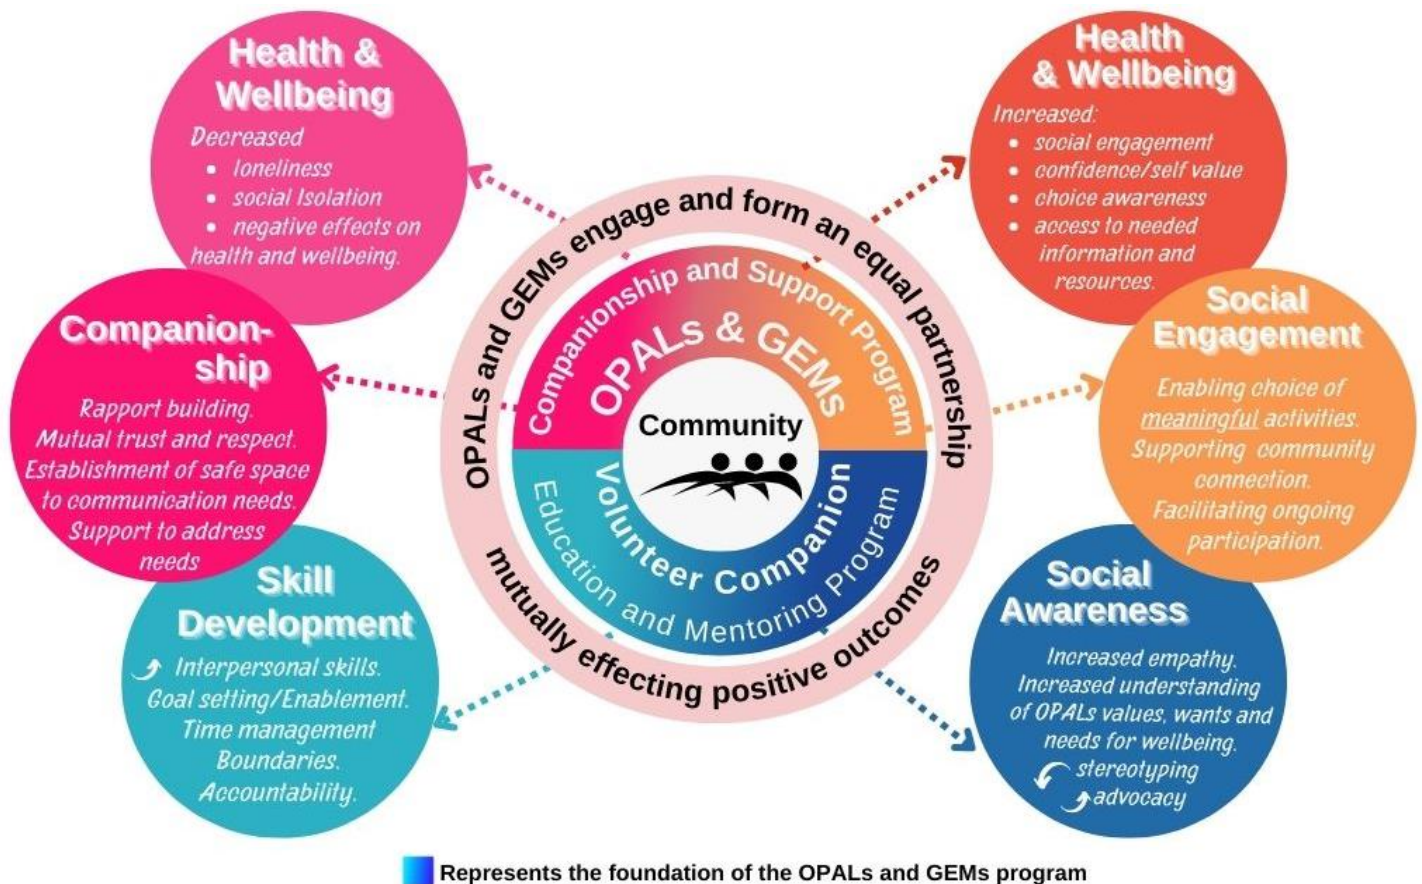 Health &
Wellbeing
Decreased
• loneliness
• social Isolation
• negative effects on
health and wellbeing.
Companion-
ship
Rapport building.
Mutual trust and respect.
Establishment of safe space
to communication needs.
Support to address
needs
Skill
Development
Interpersonal skills.
Goal setting/Enablement.
Time management
Boundaries.
Accountability.
OPALs and GEMs engage and form an equal partnership
mutually effecting positive outcomes
Companionship and Support Program
OPALs & GEMs
Community
Volunteer Companion
Education and Mentoring Program
Health
& Wellbeing
Increased:
• social engagement
• confidence/self value
• choice awareness
• access to needed
information and
resources.
Social
Engagement
Enabling choice of
meaningful activities.
Supporting community
connection.
Facilitating ongoing
participation.
Social
Awareness
Increased empathy.
Increased understanding
of OPALs values, wants and
needs for wellbeing.
stereotyping
advocacy
Represents the foundation of the OPALs and GEMs program